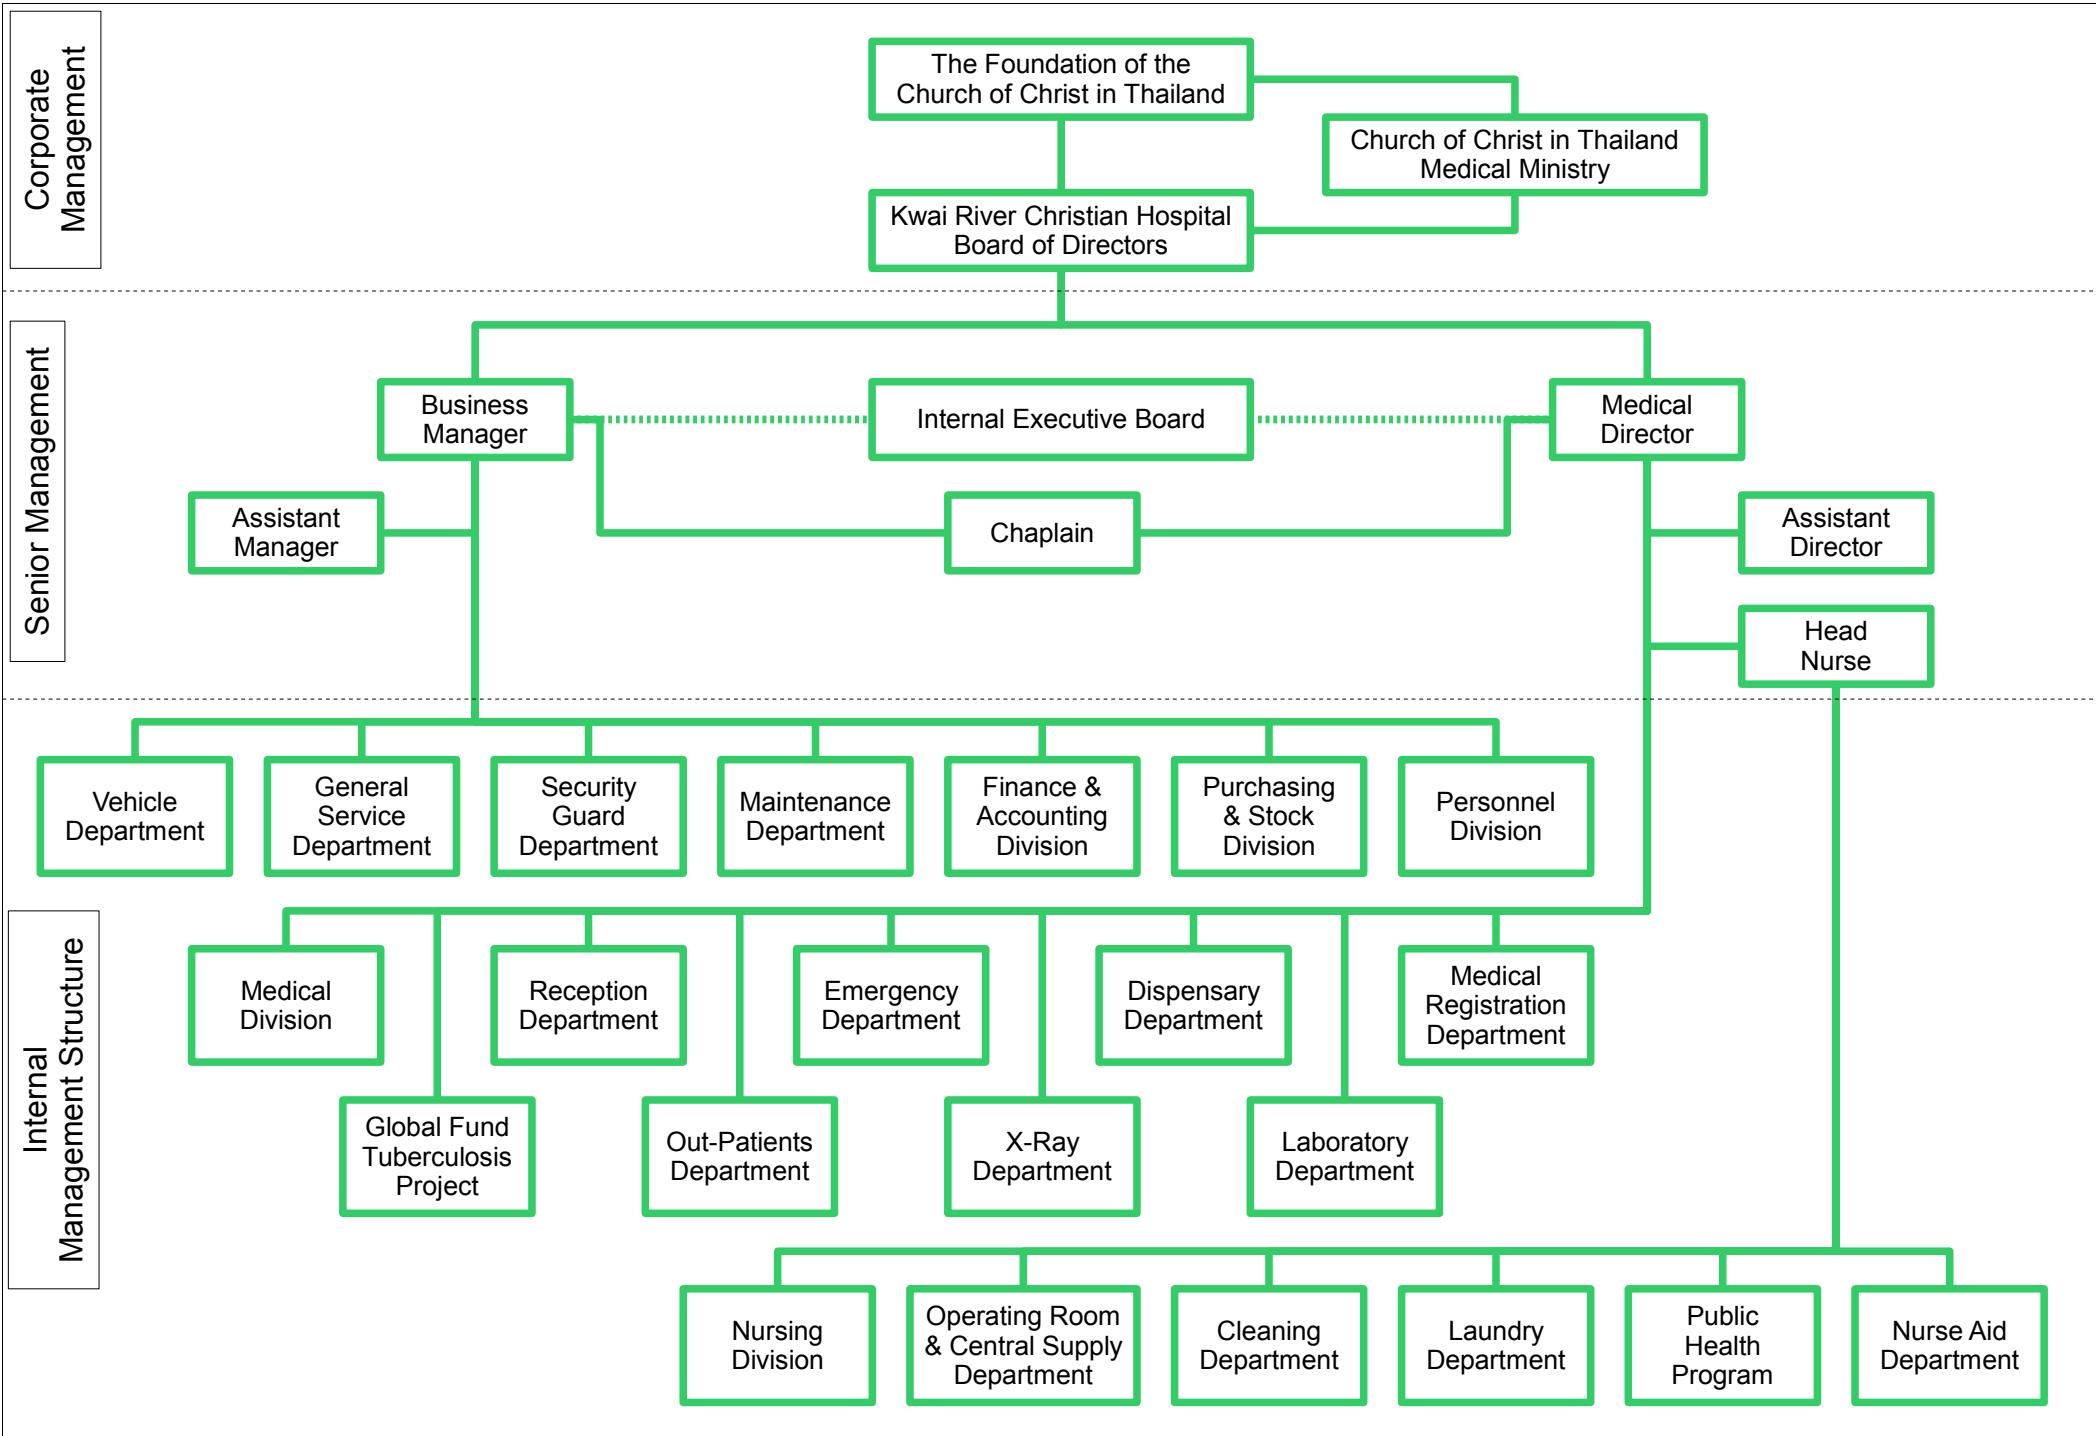 Corporate
Management
The Foundation of the
Church of Christ in Thailand
Church of Christ in Thailand
Medical Ministry
Kwai River Christian Hospital
Board of Directors
Senior Management
Business
Manager
Internal Executive Board
Medical
Director
Assistant
Manager
Chaplain
Assistant
Director
Head
Nurse
Internal
Management Structure
Vehicle
Department
General
Service
Department
Security
Guard
Department
Maintenance
Department
Finance &
Accounting
Division
Purchasing
& Stock
Division
Personnel
Division
Medical
Division
Reception
Department
Emergency
Department
Dispensary
Department
Medical
Registration
Department
Global Fund
Tuberculosis
Project
Out-Patients
Department
X-Ray
Department
Laboratory
Department
Nursing
Division
Operating Room
& Central Supply
Department
Cleaning
Department
Laundry
Department
Public
Health
Program
Nurse Aid
Department